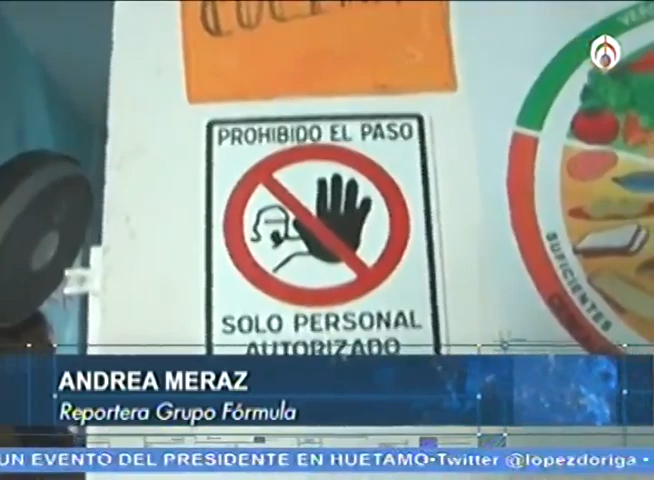 PROHIBIDO EL PASO
SOLO PERSONAL
AUTORIZADO
SUFICIENTES
ANDREA MERAZ
Reportera Grupo Fórmula
UN EVENTO DEL PRESIDENTE EN HUETAMO-Twitter @lopezdoriga •